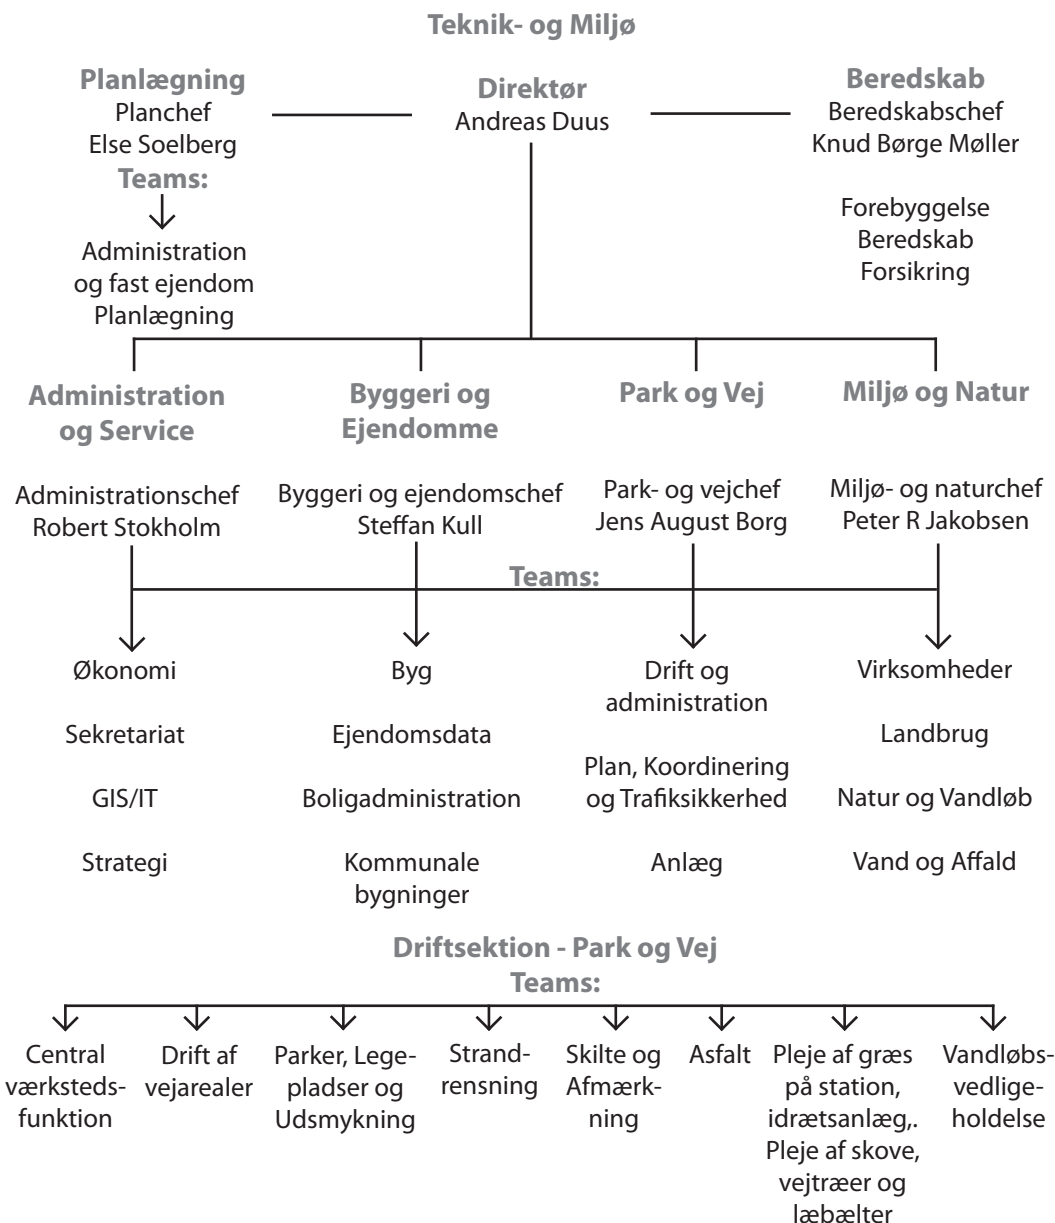 Teknik- og Miljø
Planlægning
Planchef
Else Soelberg
Teams:
Administration
og fast ejendom
Planlægning
Direktør
Andreas Duus
Beredskab
Beredskabschef
Knud Børge Møller
Forebyggelse
Beredskab
Forsikring
Administration
og Service
Administrationschef
Robert Stokholm
Byggeri og
Ejendomme
Byggeri og ejendomschef
Steffan Kull
Park og Vej
Park- og vejchef
Jens August Borg
Miljø og Natur
Miljø- og naturchef
Peter R Jakobsen
Teams:
Økonomi
Sekretariat
GIS/IT
Strategi
Byg
Ejendomsdata
Boligadministration
Kommunale
bygninger
Drift og
administration
Plan, Koordinering
og Trafiksikkerhed
Anlæg
Virksomheder
Landbrug
Natur og Vandløb
Vand og Affald
Driftsektion - Park og Vej
Teams:
Central
værksteds-
funktion
Drift af
vejarealer
Parker, Lege-
pladser og
Udsmykning
Strand-
rensning
Skilte og
Afmærk-
ning
Asfalt
Pleje af græs
på station,
idrætsanlæg,.
Pleje af skove,
vejtræer og
læbælter
Vandløbs-
vedlige-
holdelse